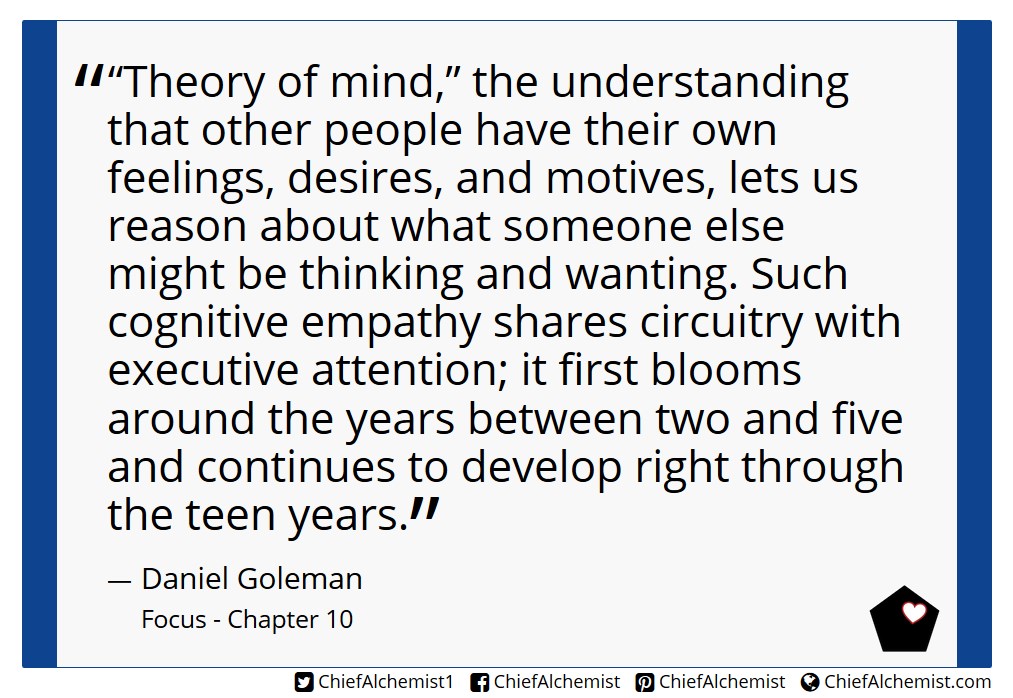 ““Theory of mind,” the understanding
that other people have their own
feelings, desires, and motives, lets us
reason about what someone else
might be thinking and wanting. Such
cognitive empathy shares circuitry with
executive attention; it first blooms
around the years between two and five
and continues to develop right through
the teen years.”
— Daniel Goleman
Focus - Chapter 10
ChiefAlchemist1 ChiefAlchemist ChiefAlchemist ChiefAlchemist.com